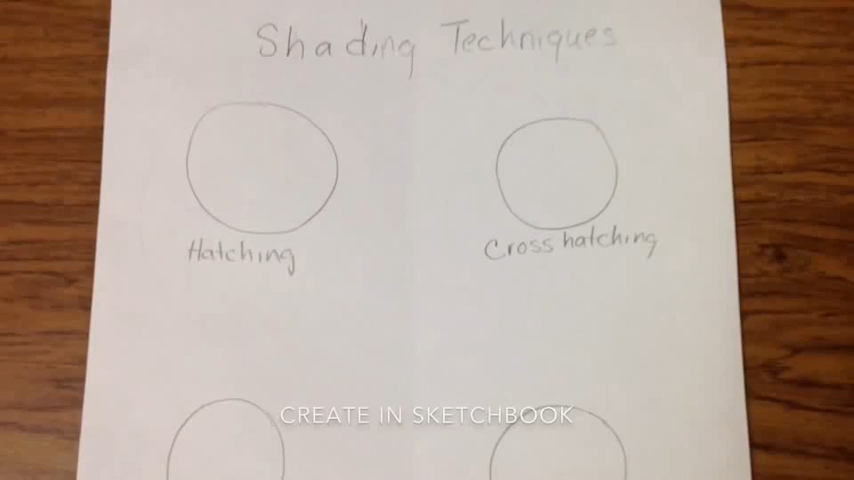 Shading Techniques
Hatching
Cross hatching
CREATE IN SKETCHBOOK